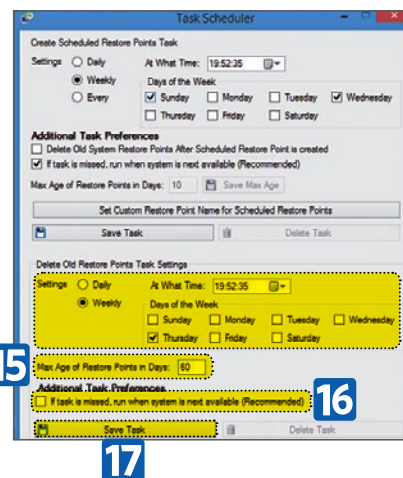 Task Scheduler
Create Scheduled Restore Points Task
Settings Daily At What Time: 19:52:35
Weekly Days of the Week
Every Sunday Monday Tuesday Wednesday
Thursday Friday Saturday
Additional Task Preferences
Delete Old System Restore Points After Scheduled Restore Point is created
If task is missed, run when system is next available (Recommended)
Max Age of Restore Points in Days: 10 Save Max Age
Set Custom Restore Point Name for Scheduled Restore Points
Save Task Delete Task
Delete Old Restore Points Task Settings
Settings Daily At What Time: 19:52:35
Weekly Days of the Week
Sunday Monday Tuesday Wednesday
Thursday Friday Saturday
15 Max Age of Restore Points in Days: 60
Additional Task Preferences
If task is missed, run when system is next available (Recommended) 16
Save Task Delete Task
17